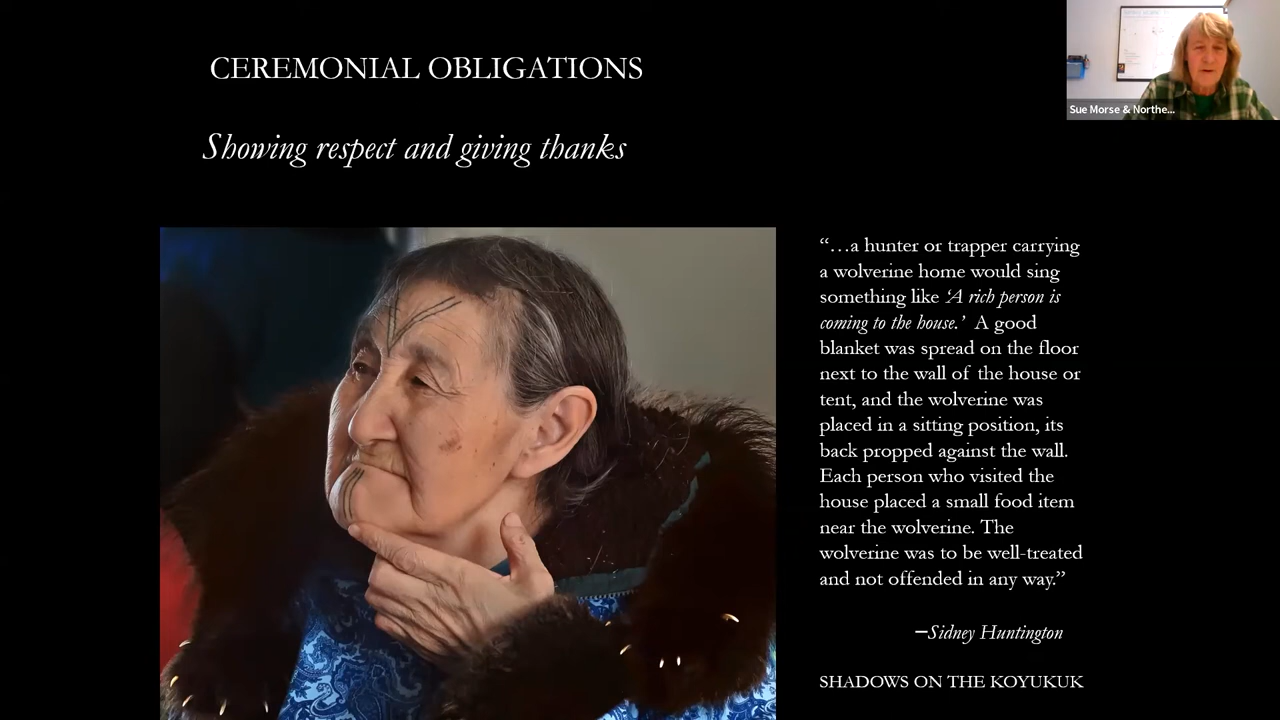 CEREMONIAL OBLIGATIONS
Showing respect and giving thanks
Sue Morse & Northe...
“…a hunter or trapper carrying
a wolverine home would sing
something like ‘A rich person is
coming to the house.’ A good
blanket was spread on the floor
next to the wall of the house or
tent, and the wolverine was
placed in a sitting position, its
back propped against the wall.
Each person who visited the
house placed a small food item
near the wolverine. The
wolverine was to be well-treated
and not offended in any way.”
–Sidney Huntington
SHADOWS ON THE KOYUKUK